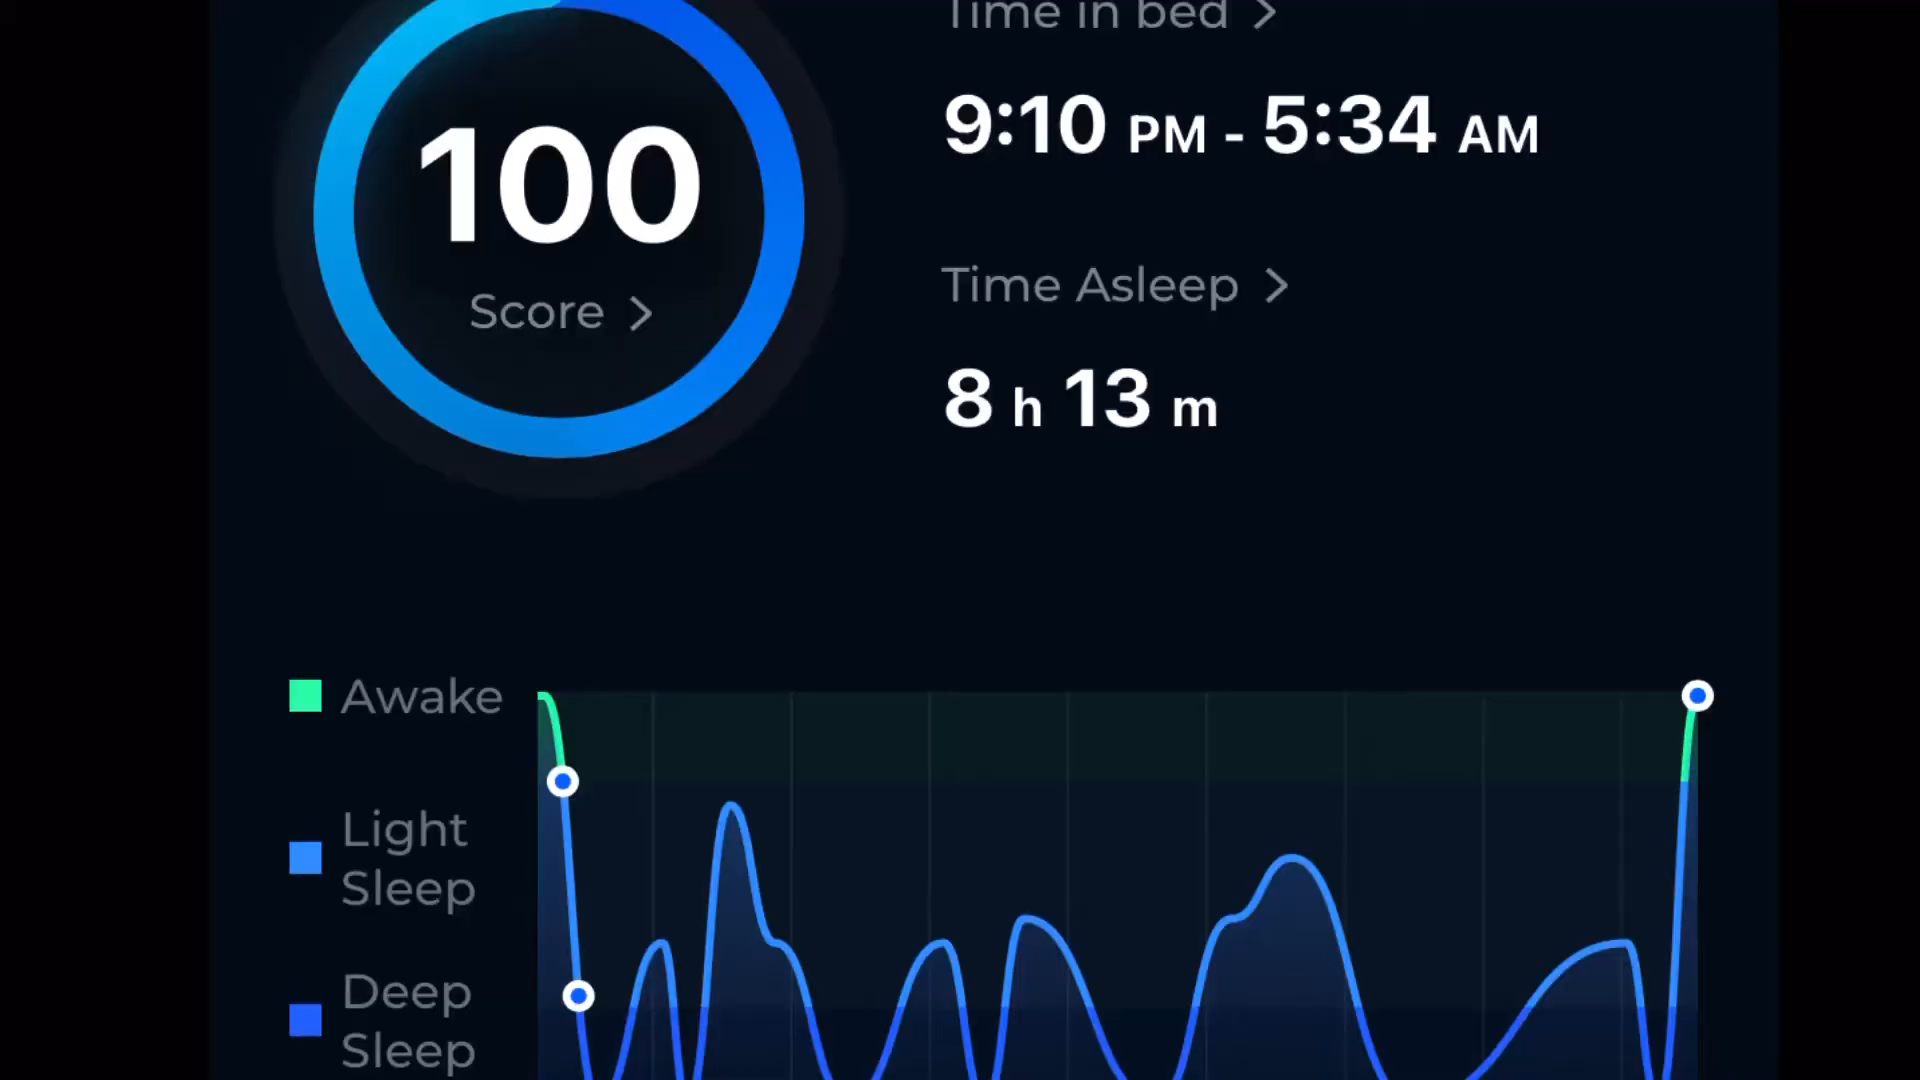 Time in bed
9:10 PM - 5:34 AM
100
Score
Time Asleep
8 h 13 m
Awake
Light
Sleep
Deep
Sleep